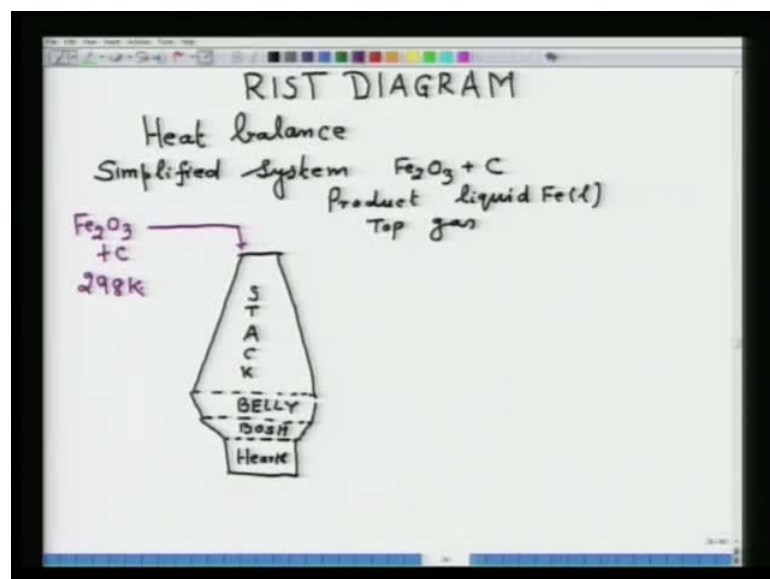 RIST DIAGRAM
Heat balance
Simplified system Fe2O3 + C
Product liquid Fe(l)
Top gas
Fe2O3
+C
298K
S
T
A
C
K
BELLY
BOSH
Hearth